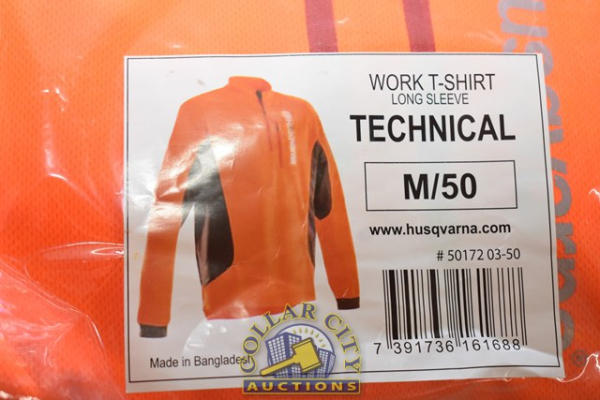 WORK T-SHIRT
LONG SLEEVE
TECHNICAL
M/50
www.husqvarna.com
# 50172 03-50
7 391736 161688
Made in Bangladesh
COLLAR CITY
AUCTIONS